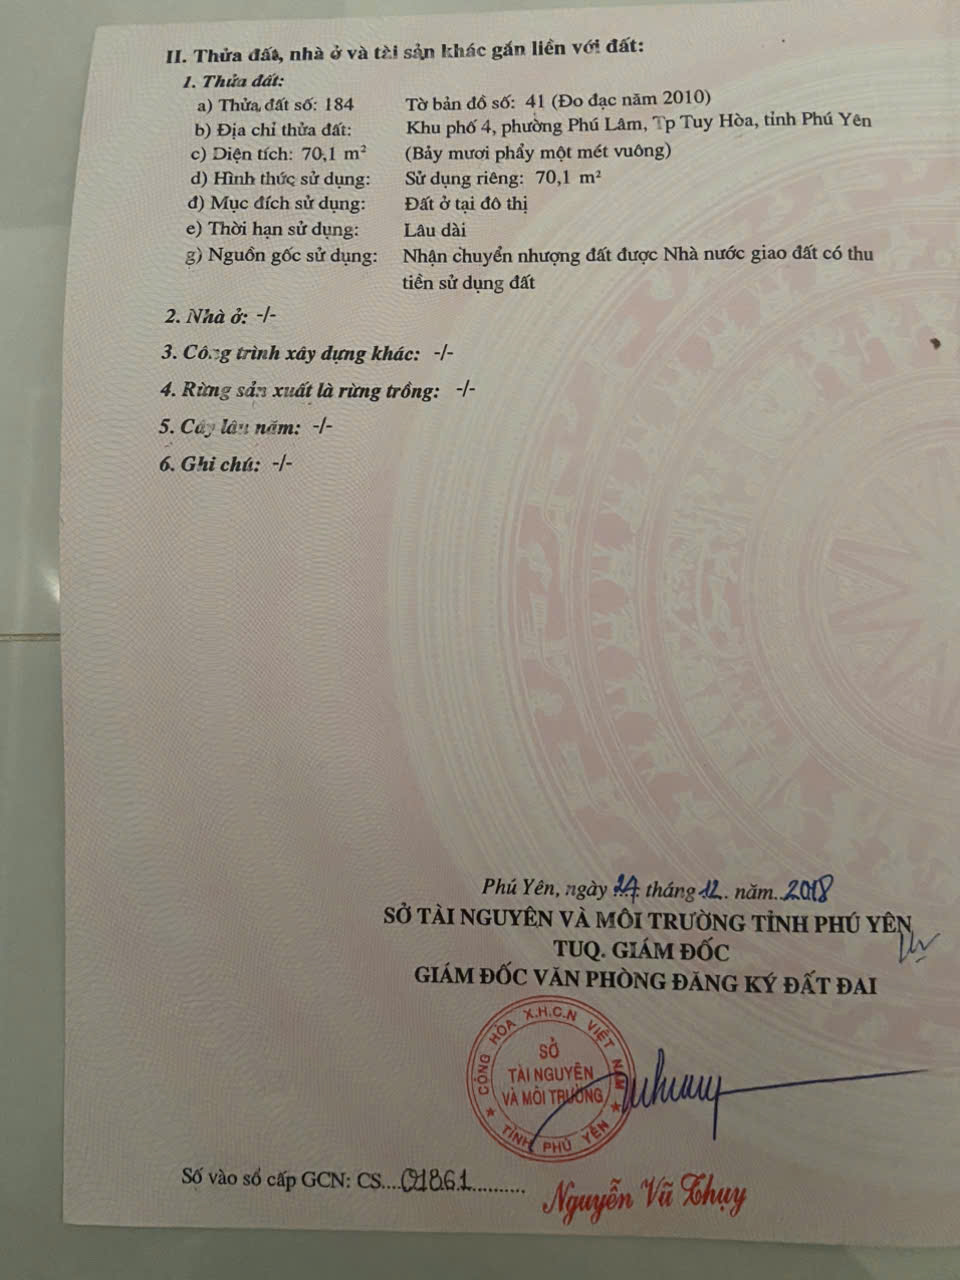 II. Thửa đất, nhà ở và tài sản khác gắn liền với đất:
1. Thửa đất:
a) Thửa đất số: 184 Tờ bản đồ số: 41 (Đo đạc năm 2010)
b) Địa chỉ thửa đất: Khu phố 4, phường Phú Lâm, Tp Tuy Hòa, tỉnh Phú Yên
c) Diện tích: 70,1 m² (Bảy mươi phẩy một mét vuông)
d) Hình thức sử dụng: Sử dụng riêng: 70,1 m²
đ) Mục đích sử dụng: Đất ở tại đô thị
e) Thời hạn sử dụng: Lâu dài
g) Nguồn gốc sử dụng: Nhận chuyển nhượng đất được Nhà nước giao đất có thu
tiền sử dụng đất
2. Nhà ở: -/-
3. Công trình xây dựng khác: -/-
4. Rừng sản xuất là rừng trồng: -/-
5. Cây lâu năm: -/-
6. Ghi chú: -/-
Phú Yên, ngày tháng 12. năm..2018
SỞ TÀI NGUYÊN VÀ MÔI TRƯỜNG TỈNH PHÚ YÊN
TUQ. GIÁM ĐỐC
GIÁM ĐỐC VĂN PHÒNG ĐĂNG KÝ ĐẤT ĐAI
CỘNG HÒA X.H.C.N VIỆT NAM
SỞ
TÀI NGUYÊN
VÀ MÔI TRƯỜNG
★ TỈNH PHÚ YÊN ★
Số vào sổ cấp GCN: CS....01861..........
Nguyễn Vũ Thụy